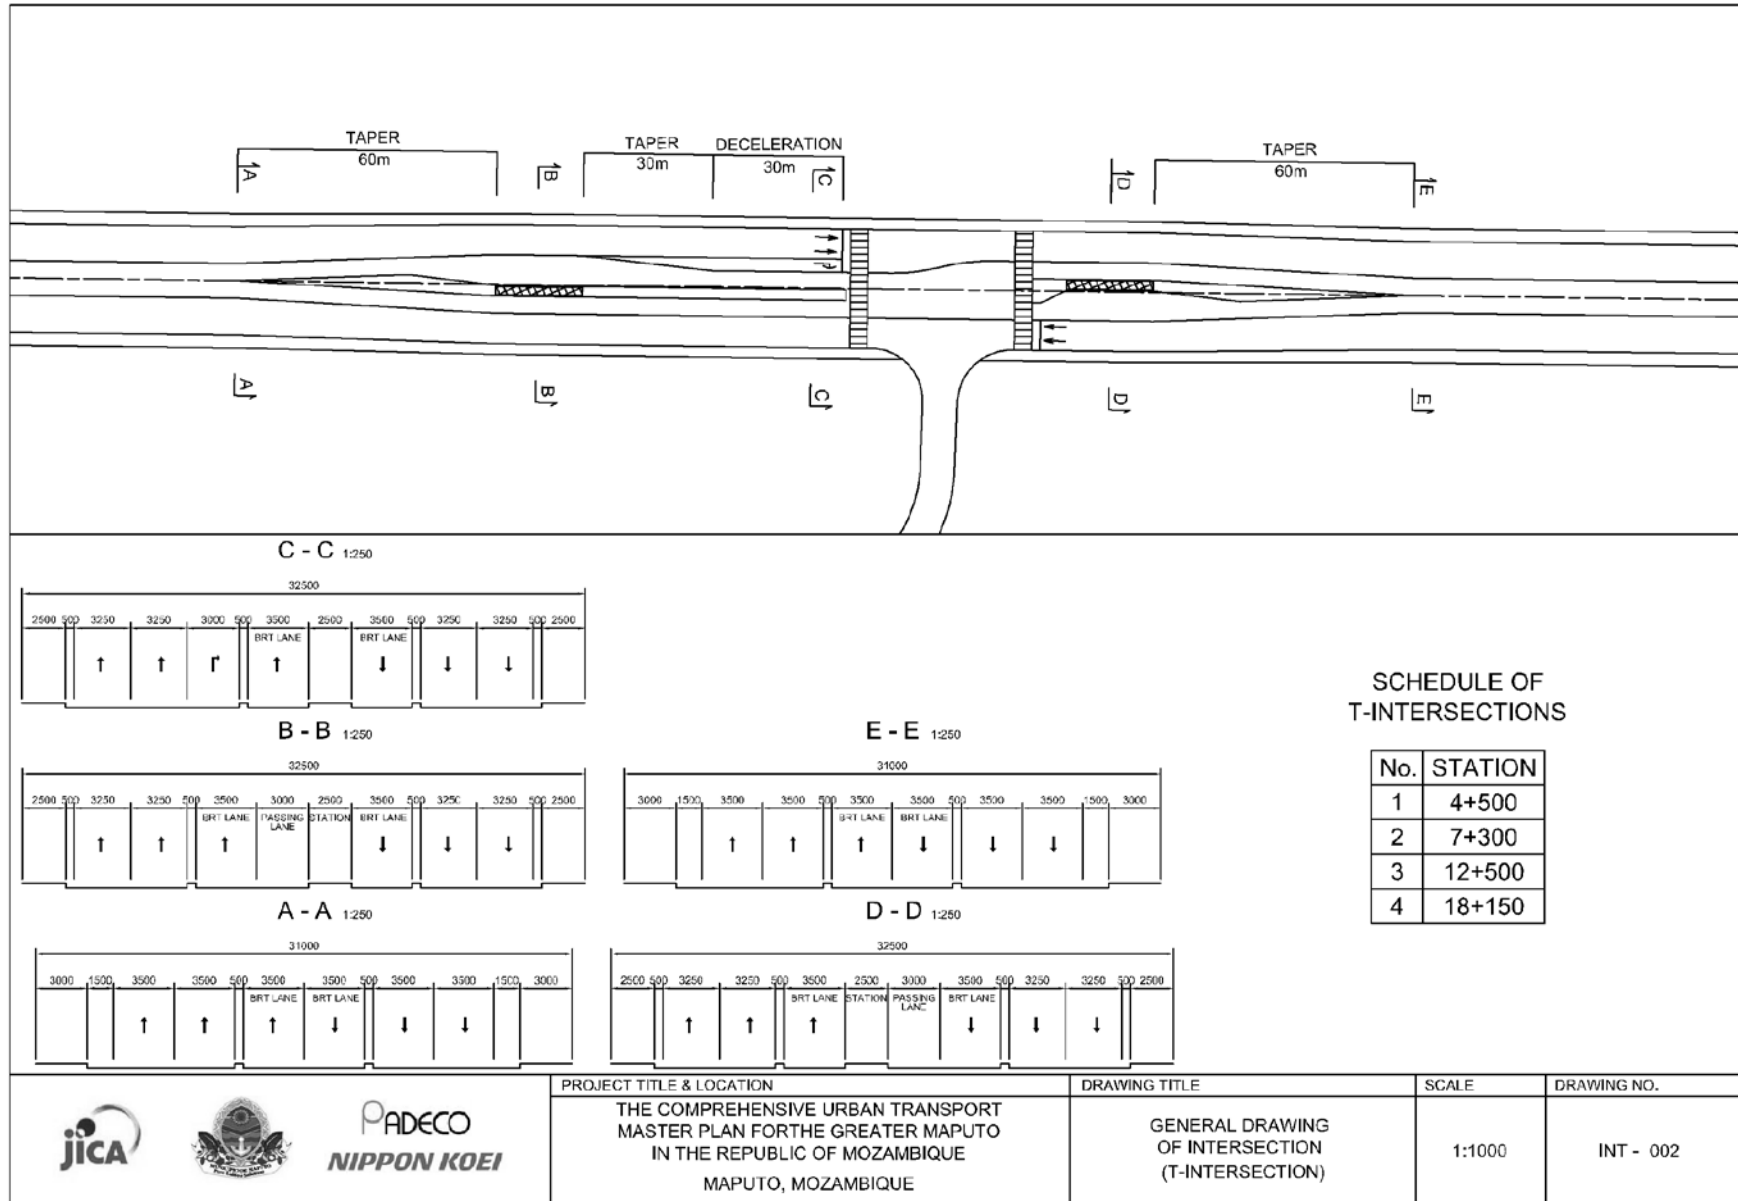 TAPER
60m
TAPER
30m
DECELERATION
30m
TAPER
60m
A
B
C
D
E
A
B
C
D
E
C - C 1:250
32500
2500 500 3250 3250 3000 500 3500 2500 3500 500 3250 3250 500 2500
BRT LANE BRT LANE
B - B 1:250
32500
2500 500 3250 3250 500 3500 3000 2500 3500 500 3250 3250 500 2500
BRT LANE PASSING LANE STATION BRT LANE
E - E 1:250
31000
3000 1500 3500 3500 500 3500 3500 500 3500 3500 1500 3000
BRT LANE BRT LANE
A - A 1:250
31000
3000 1500 3500 3500 500 3500 3500 500 3500 3500 1500 3000
BRT LANE BRT LANE
D - D 1:250
32500
2500 500 3250 3250 500 3500 2500 3000 3500 500 3250 3250 500 2500
BRT LANE STATION PASSING LANE BRT LANE
SCHEDULE OF
T-INTERSECTIONS
No. STATION
1 4+500
2 7+300
3 12+500
4 18+150
jICA
PADECO
NIPPON KOEI
PROJECT TITLE & LOCATION
THE COMPREHENSIVE URBAN TRANSPORT
MASTER PLAN FORTHE GREATER MAPUTO
IN THE REPUBLIC OF MOZAMBIQUE
MAPUTO, MOZAMBIQUE
DRAWING TITLE
GENERAL DRAWING
OF INTERSECTION
(T-INTERSECTION)
SCALE
1:1000
DRAWING NO.
INT - 002